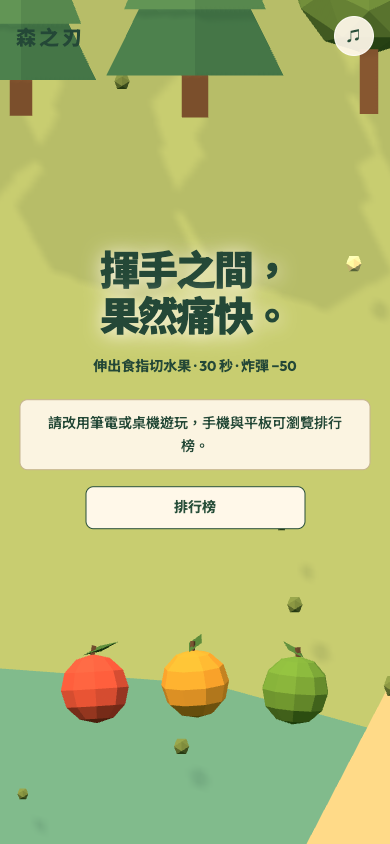 森之刃
揮手之間，
果然痛快。
伸出食指切水果·30 秒·炸彈 −50
請改用筆電或桌機遊玩，手機與平板可瀏覽排行
榜。
排行榜